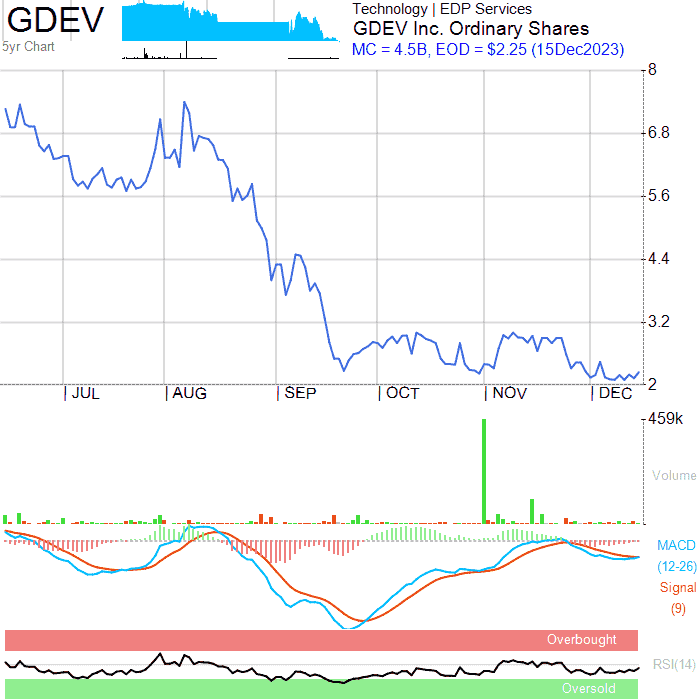 GDEV
5yr Chart
Technology | EDP Services
GDEV Inc. Ordinary Shares
MC = 4.5B, EOD = $2.25 (15Dec2023)
8
6.8
5.6
4.4
3.2
2
| JUL
| AUG
| SEP
| OCT
| NOV
| DEC
459k
Volume
MACD
(12-26)
Signal
(9)
Overbought
RSI(14)
Oversold